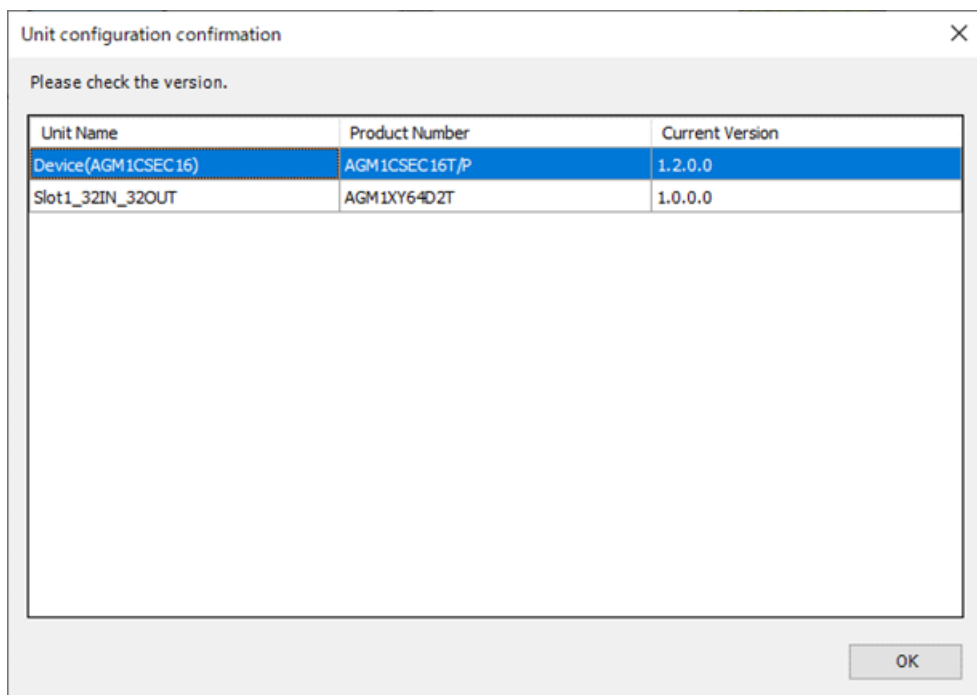 Unit configuration confirmation
Please check the version.
Unit Name Product Number Current Version
Device(AGM1CSEC16) AGM1CSEC16T/P 1.2.0.0
Slot1_32IN_32OUT AGM1XY64D2T 1.0.0.0
OK